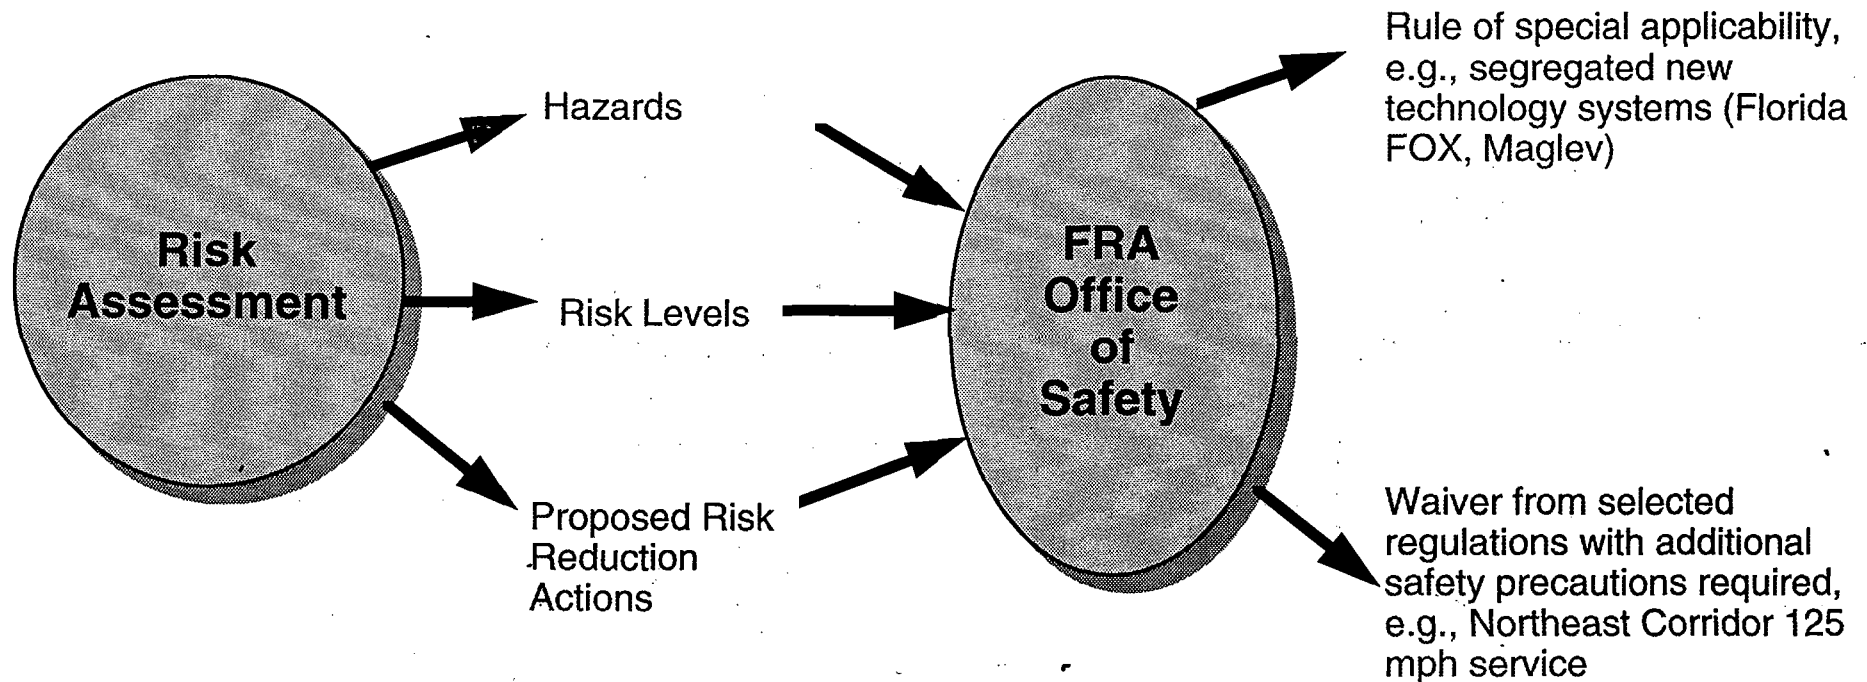 Risk
Assessment
Hazards
Risk Levels
Proposed Risk
Reduction
Actions
FRA
Office
of
Safety
Rule of special applicability,
e.g., segregated new
technology systems (Florida
FOX, Maglev)
Waiver from selected
regulations with additional
safety precautions required,
e.g., Northeast Corridor 125
mph service